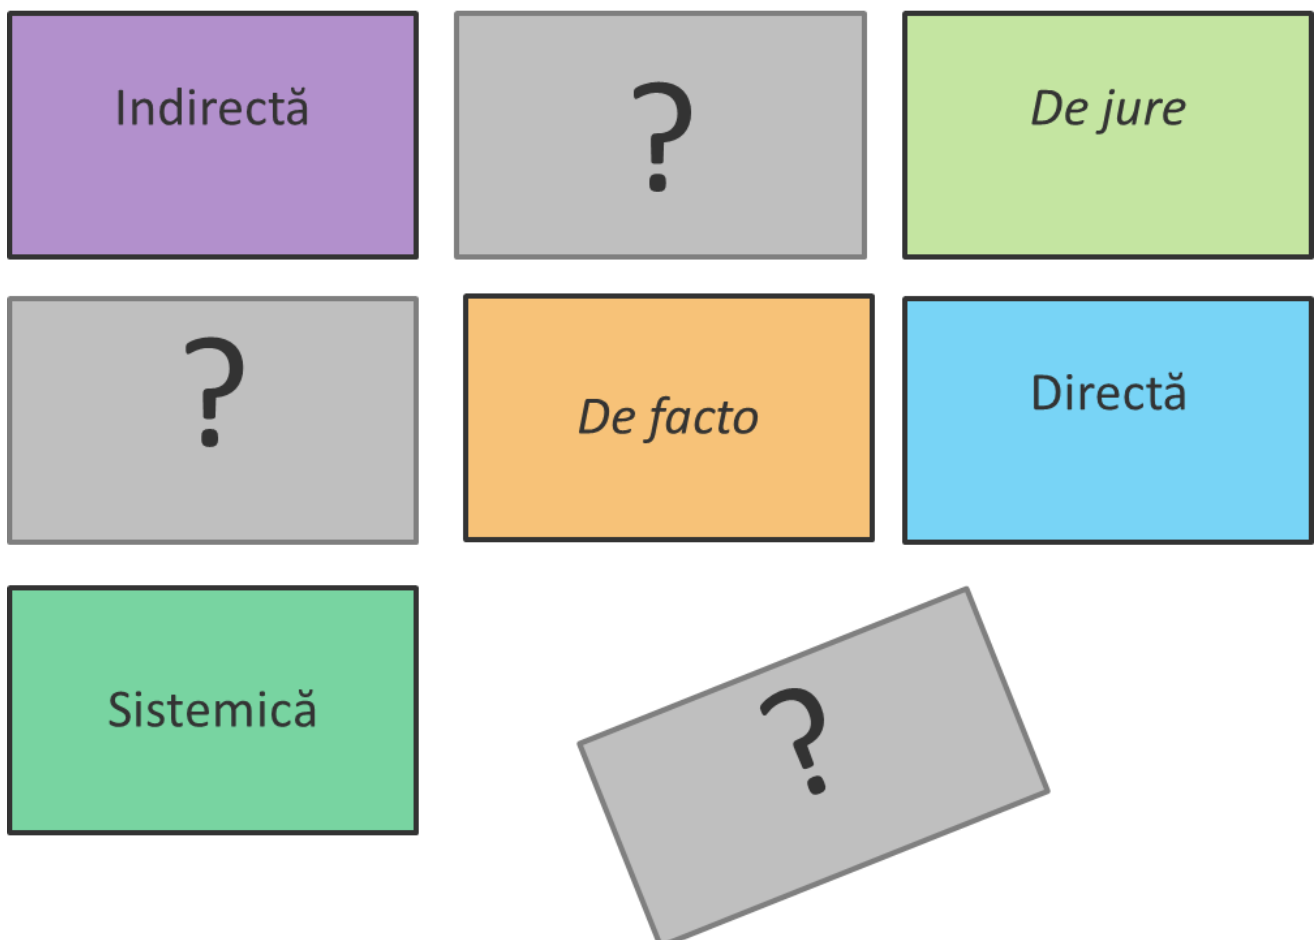 Indirectă
?
De jure
?
De facto
Directă
Sistemică
?